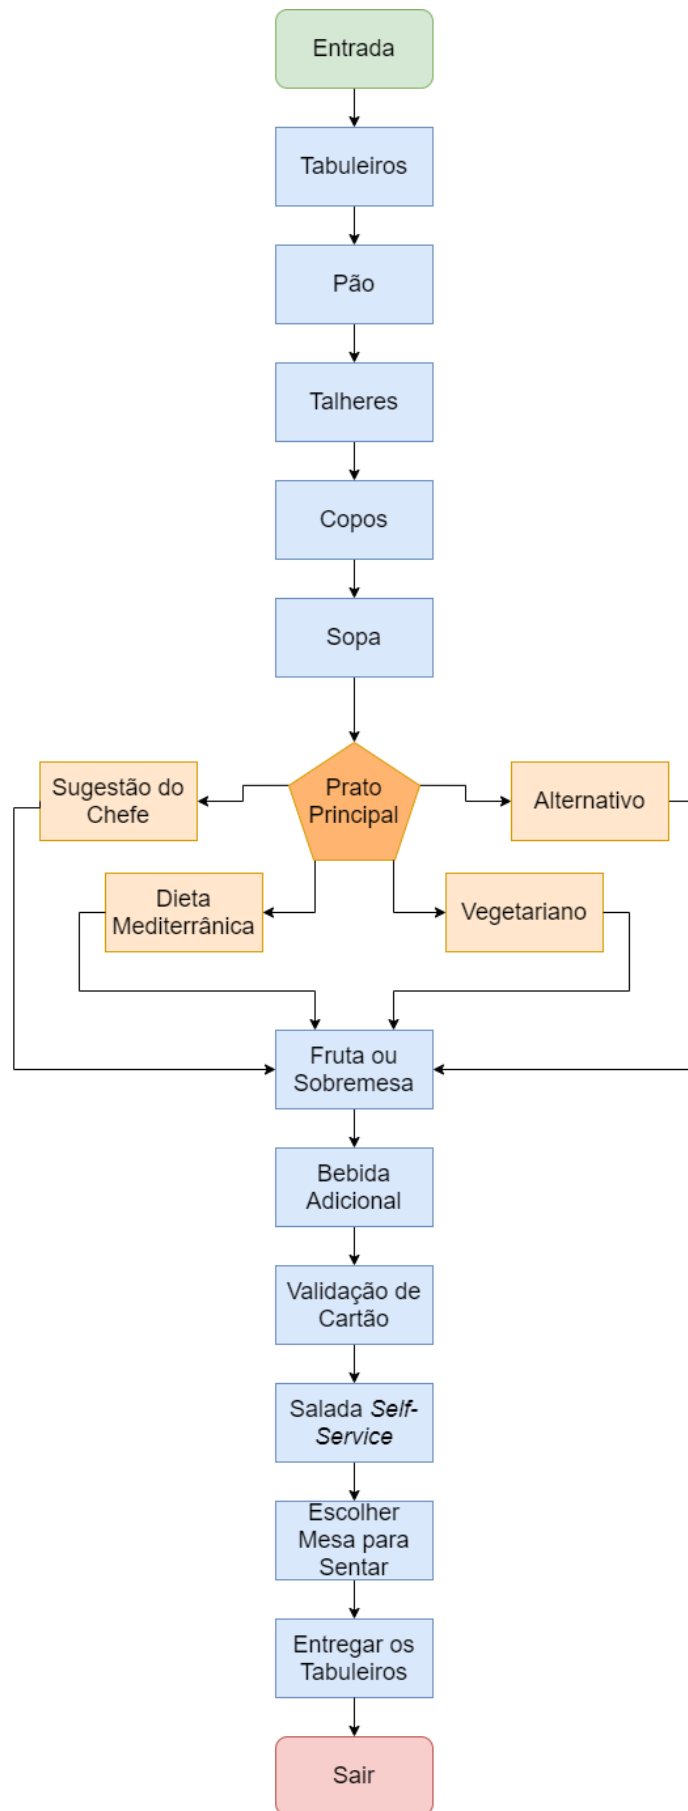 Entrada
Tabuleiros
Pão
Talheres
Copos
Sopa
Sugestão do
Chefe
Prato
Principal
Alternativo
Dieta
Mediterrânica
Vegetariano
Fruta ou
Sobremesa
Bebida
Adicional
Validação de
Cartão
Salada Self-
Service
Escolher
Mesa para
Sentar
Entregar os
Tabuleiros
Sair